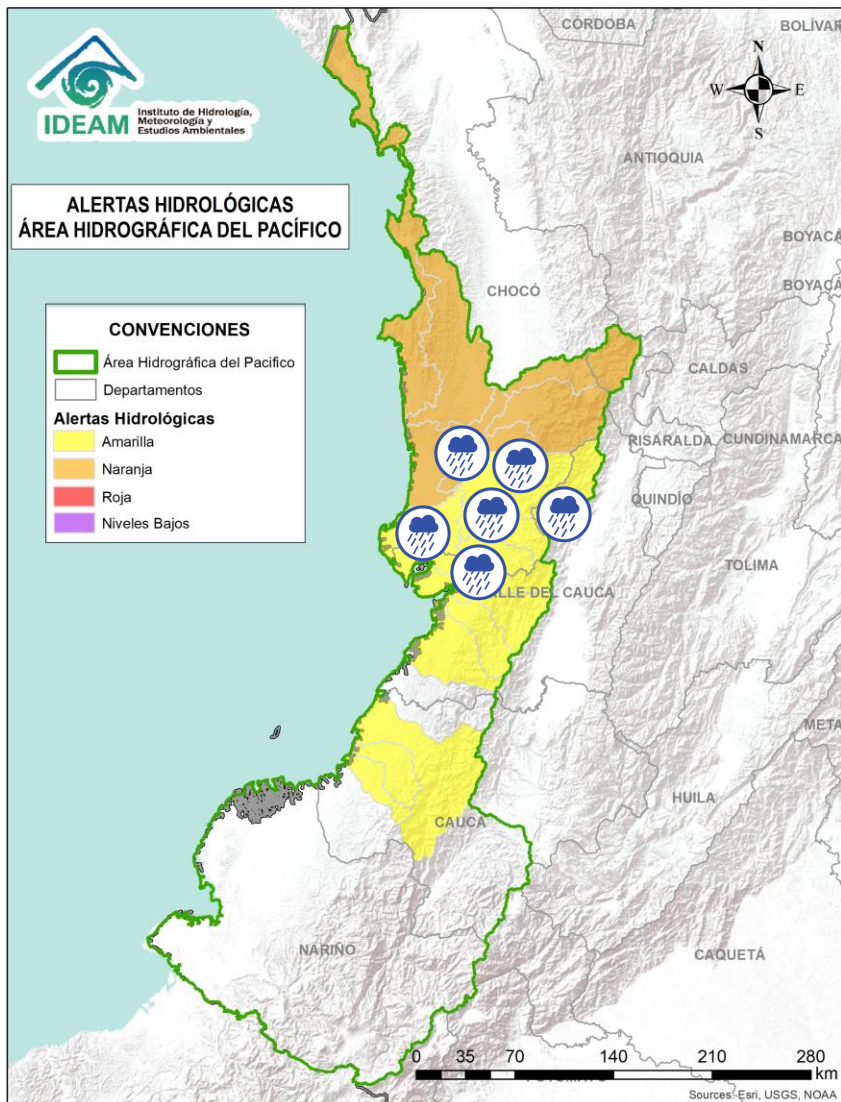 CÓRDOBA
BOLÍVAR
IDEAM
Instituto de Hidrología,
Meteorología y
Estudios Ambientales
N
W
E
S
ANTIOQUIA
ALERTAS HIDROLÓGICAS
ÁREA HIDROGRÁFICA DEL PACÍFICO
BOYACÁ
BOYACÁ
CHOCÓ
CONVENCIONES
Área Hidrográfica del Pacifico
Departamentos
Alertas Hidrológicas
Amarilla
Naranja
Roja
Niveles Bajos
CALDAS
RISARALDA
CUNDINAMARCA
QUINDÍO
TOLIMA
ALLE DEL CAUCA
META
HUILA
CAUCA
NARIÑO
CAQUETÁ
0 35 70 140 210 280
km
Sources: Esri, USGS, NOAA